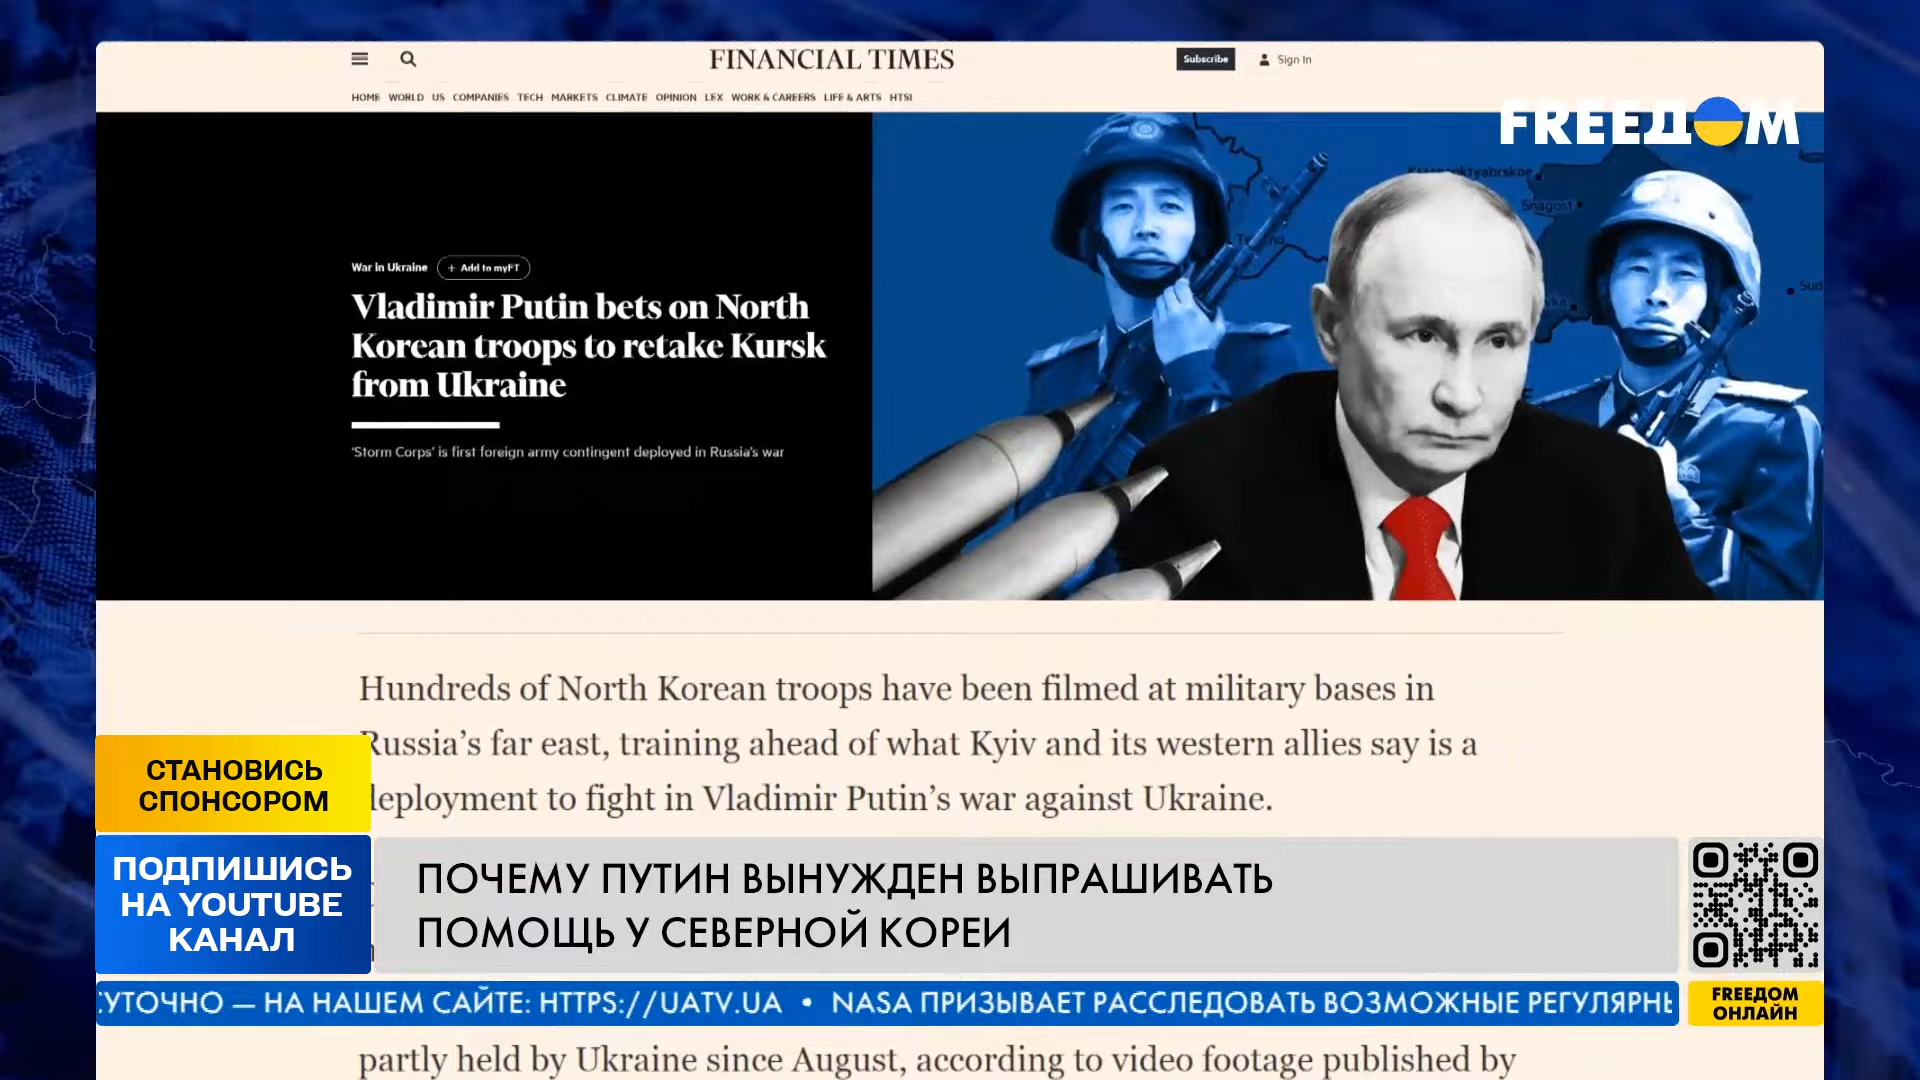 FINANCIAL TIMES
Subscribe
Sign In
HOME WORLD US COMPANIES TECH MARKETS CLIMATE OPINION LEX WORK & CAREERS LIFE & ARTS HTSI
FREEДOM
War in Ukraine
+ Add to myFT
Vladimir Putin bets on North
Korean troops to retake Kursk
from Ukraine
'Storm Corps' is first foreign army contingent deployed in Russia's war
Snagost
Hundreds of North Korean troops have been filmed at military bases in
Russia's far east, training ahead of what Kyiv and its western allies say is a
deployment to fight in Vladimir Putin's war against Ukraine.
СТАНОВИСЬ
СПОНСОРОМ
ПОДПИШИСЬ
НА YOUTUBE
КАНАЛ
ПОЧЕМУ ПУТИН ВЫНУЖДЕН ВЫПРАШИВАТЬ
ПОМОЩЬ У СЕВЕРНОЙ КОРЕИ
УТОЧНО — НА НАШЕМ САЙТЕ: HTTPS://UATV.UA • NASA ПРИЗЫВАЕТ РАССЛЕДОВАТЬ ВОЗМОЖНЫЕ РЕГУЛЯРНЬ
FREEДOM
ОНЛАЙН
partly held by Ukraine since August, according to video footage published by